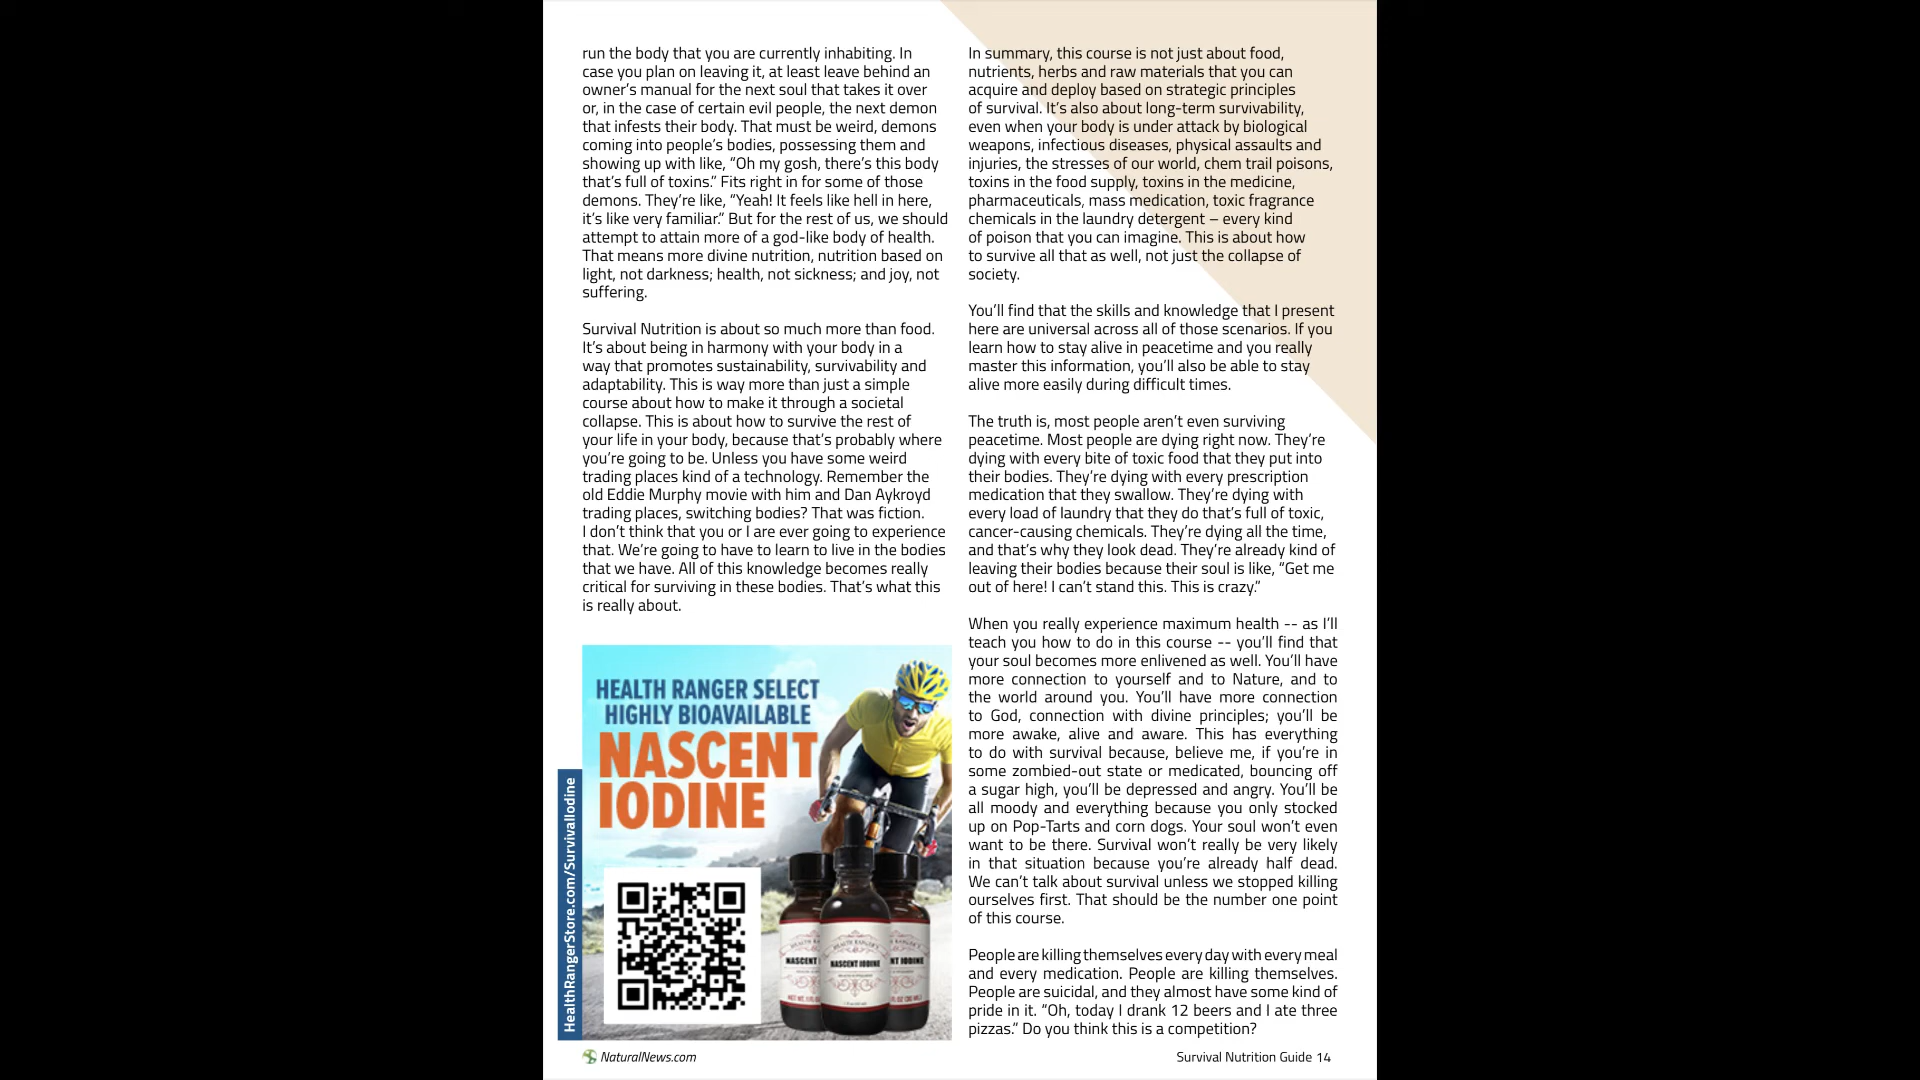 run the body that you are currently inhabiting. In
case you plan on leaving it, at least leave behind an
owner’s manual for the next soul that takes it over
or, in the case of certain evil people, the next demon
that infests their body. That must be weird, demons
coming into people’s bodies, possessing them and
showing up with like, “Oh my gosh, there’s this body
that’s full of toxins.” Fits right in for some of those
demons. They’re like, “Yeah! It feels like hell in here,
it’s like very familiar.” But for the rest of us, we should
attempt to attain more of a god-like body of health.
That means more divine nutrition, nutrition based on
light, not darkness; health, not sickness; and joy, not
suffering.
Survival Nutrition is about so much more than food.
It’s about being in harmony with your body in a
way that promotes sustainability, survivability and
adaptability. This is way more than just a simple
course about how to make it through a societal
collapse. This is about how to survive the rest of
your life in your body, because that’s probably where
you’re going to be. Unless you have some weird
trading places kind of a technology. Remember the
old Eddie Murphy movie with him and Dan Aykroyd
trading places, switching bodies? That was fiction.
I don’t think that you or I are ever going to experience
that. We’re going to have to learn to live in the bodies
that we have. All of this knowledge becomes really
critical for surviving in these bodies. That’s what this
is really about.
HEALTH RANGER SELECT
HIGHLY BIOAVAILABLE
NASCENT
IODINE
HealthRangerStore.com/SurvivalIodine
NASCENT IODINE
In summary, this course is not just about food,
nutrients, herbs and raw materials that you can
acquire and deploy based on strategic principles
of survival. It’s also about long-term survivability,
even when your body is under attack by biological
weapons, infectious diseases, physical assaults and
injuries, the stresses of our world, chem trail poisons,
toxins in the food supply, toxins in the medicine,
pharmaceuticals, mass medication, toxic fragrance
chemicals in the laundry detergent – every kind
of poison that you can imagine. This is about how
to survive all that as well, not just the collapse of
society.
You’ll find that the skills and knowledge that I present
here are universal across all of those scenarios. If you
learn how to stay alive in peacetime and you really
master this information, you’ll also be able to stay
alive more easily during difficult times.
The truth is, most people aren’t even surviving
peacetime. Most people are dying right now. They’re
dying with every bite of toxic food that they put into
their bodies. They’re dying with every prescription
medication that they swallow. They’re dying with
every load of laundry that they do that’s full of toxic,
cancer-causing chemicals. They’re dying all the time,
and that’s why they look dead. They’re already kind of
leaving their bodies because their soul is like, “Get me
out of here! I can’t stand this. This is crazy.”
When you really experience maximum health -- as I’ll
teach you how to do in this course -- you’ll find that
your soul becomes more enlivened as well. You’ll have
more connection to yourself and to Nature, and to
the world around you. You’ll have more connection
to God, connection with divine principles; you’ll be
more awake, alive and aware. This has everything
to do with survival because, believe me, if you’re in
some zombied-out state or medicated, bouncing off
a sugar high, you’ll be depressed and angry. You’ll be
all moody and everything because you only stocked
up on Pop-Tarts and corn dogs. Your soul won’t even
want to be there. Survival won’t really be very likely
in that situation because you’re already half dead.
We can’t talk about survival unless we stopped killing
ourselves first. That should be the number one point
of this course.
People are killing themselves every day with every meal
and every medication. People are killing themselves.
People are suicidal, and they almost have some kind of
pride in it. “Oh, today I drank 12 beers and I ate three
pizzas.” Do you think this is a competition?
NaturalNews.com
Survival Nutrition Guide 14